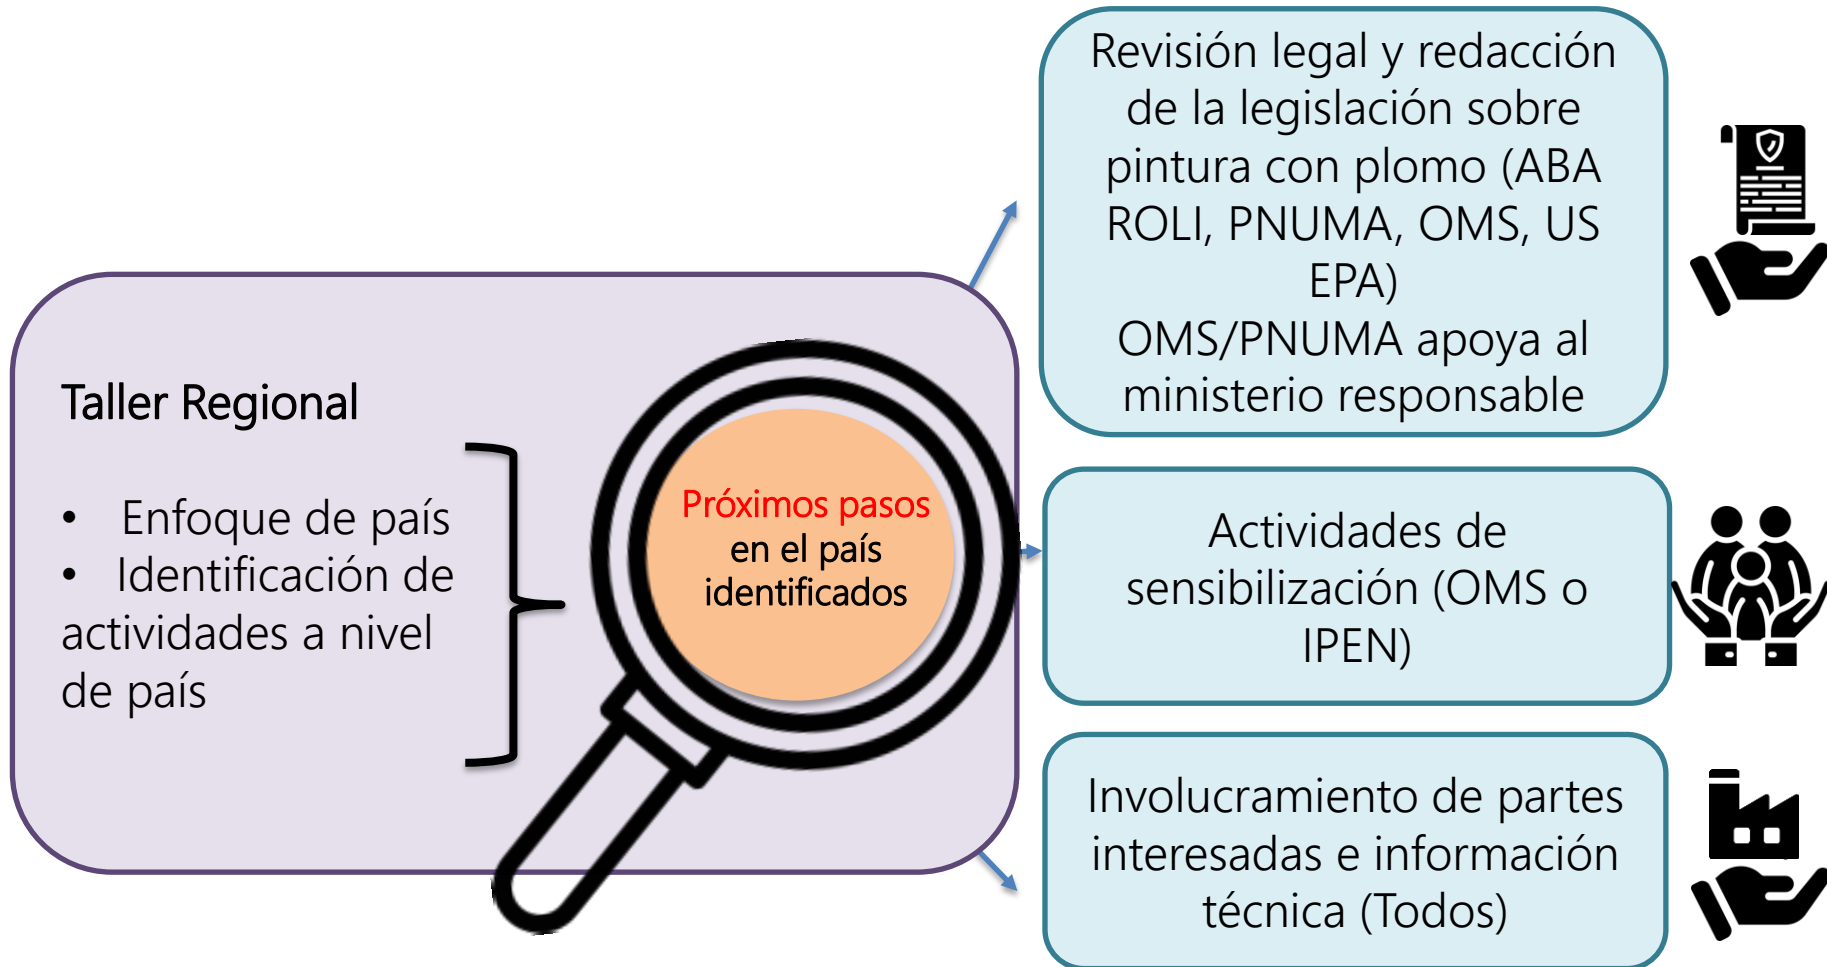 Taller Regional
• Enfoque de país
• Identificación de
actividades a nivel
de país
Próximos pasos
en el país
identificados
Revisión legal y redacción
de la legislación sobre
pintura con plomo (ABA
ROLI, PNUMA, OMS, US
EPA)
OMS/PNUMA apoya al
ministerio responsable
Actividades de
sensibilización (OMS o
IPEN)
Involucramiento de partes
interesadas e información
técnica (Todos)